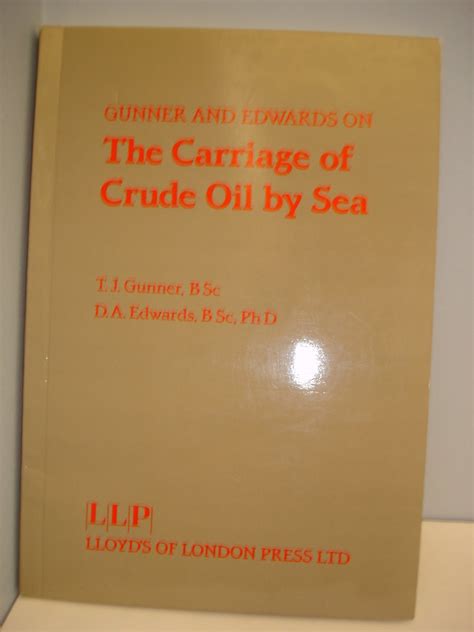 GUNNER AND EDWARDS ON
The Carriage of
Crude Oil by Sea
T. J. Gunner, B Sc
D. A. Edwards, B Sc, Ph D
|L|L|P|
LLOYD'S OF LONDON PRESS LTD